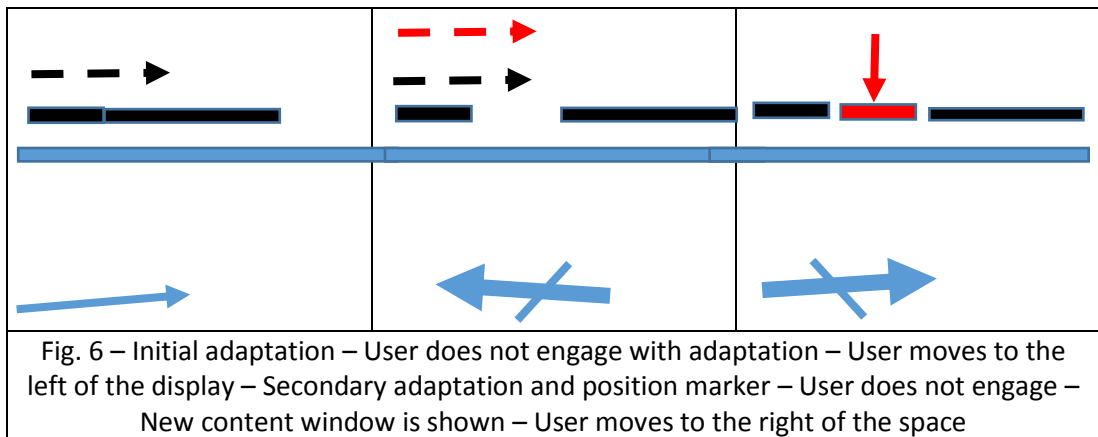 Fig. 6 – Initial adaptation – User does not engage with adaptation – User moves to the
left of the display – Secondary adaptation and position marker – User does not engage –
New content window is shown – User moves to the right of the space